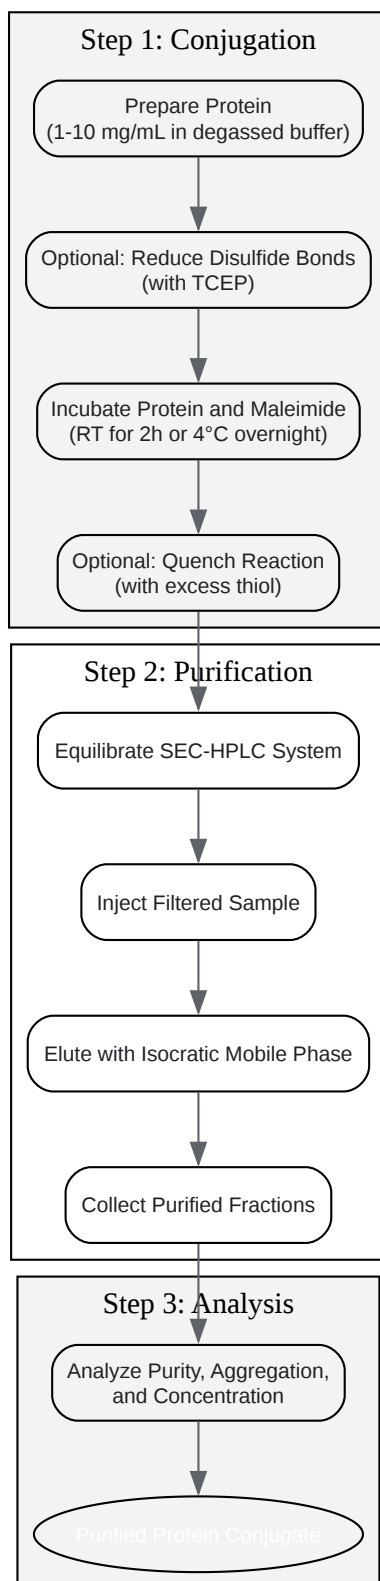 Step 1: Conjugation
Prepare Protein
(1-10 mg/mL in degassed buffer)
Optional: Reduce Disulfide Bonds
(with TCEP)
Incubate Protein and Maleimide
(RT for 2h or 4°C overnight)
Optional: Quench Reaction
(with excess thiol)
Step 2: Purification
Equilibrate SEC-HPLC System
Inject Filtered Sample
Elute with Isocratic Mobile Phase
Collect Purified Fractions
Step 3: Analysis
Analyze Purity, Aggregation,
and Concentration
Purified Protein Conjugate